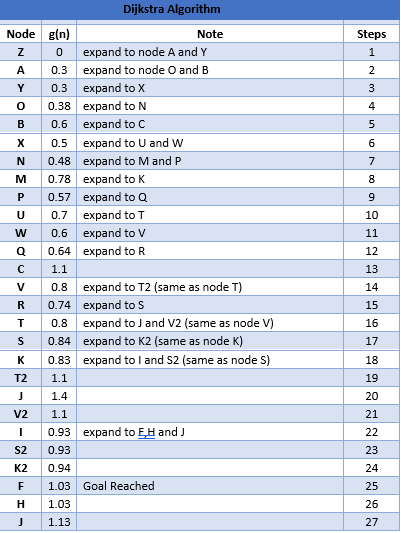 Dijkstra Algorithm
Node g(n) Note Steps
Z 0 expand to node A and Y 1
A 0.3 expand to node O and B 2
Y 0.3 expand to X 3
O 0.38 expand to N 4
B 0.6 expand to C 5
X 0.5 expand to U and W 6
N 0.48 expand to M and P 7
M 0.78 expand to K 8
P 0.57 expand to Q 9
U 0.7 expand to T 10
W 0.6 expand to V 11
Q 0.64 expand to R 12
C 1.1 13
V 0.8 expand to T2 (same as node T) 14
R 0.74 expand to S 15
T 0.8 expand to J and V2 (same as node V) 16
S 0.84 expand to K2 (same as node K) 17
K 0.83 expand to I and S2 (same as node S) 18
T2 1.1 19
J 1.4 20
V2 1.1 21
I 0.93 expand to F,H and J 22
S2 0.93 23
K2 0.94 24
F 1.03 Goal Reached 25
H 1.03 26
J 1.13 27